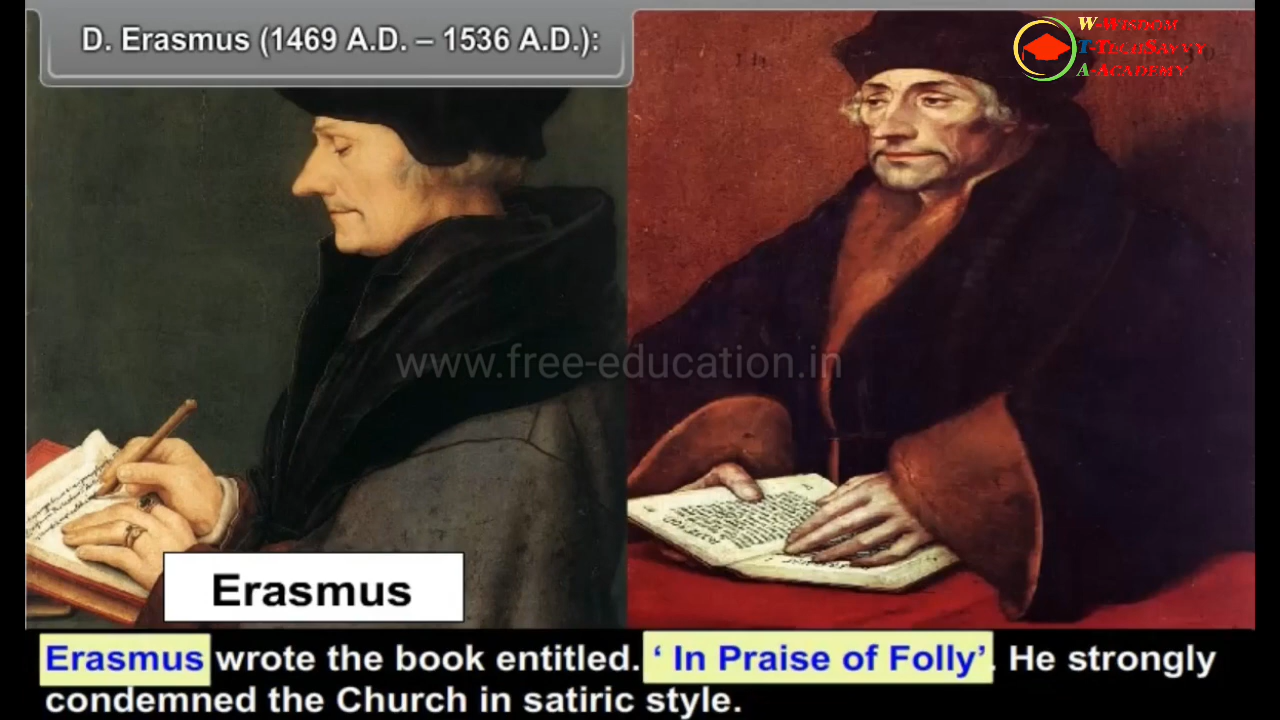 D. Erasmus (1469 A.D. – 1536 A.D.):
W-Wisdom
T-TechSavvy
A-Academy
www.free-education.in
Erasmus
Erasmus wrote the book entitled. ‘ In Praise of Folly’. He strongly
condemned the Church in satiric style.